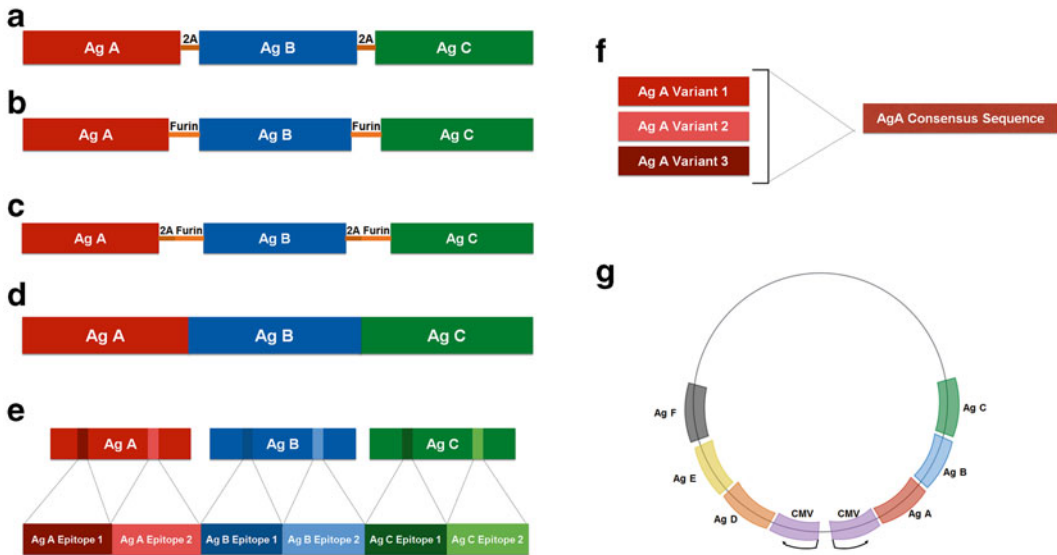 a
Ag A 2A Ag B 2A Ag C
b
Ag A Furin Ag B Furin Ag C
c
Ag A 2A Furin Ag B 2A Furin Ag C
d
Ag A Ag B Ag C
e
Ag A Ag B Ag C
Ag A Epitope 1 Ag A Epitope 2 Ag B Epitope 1 Ag B Epitope 2 Ag C Epitope 1 Ag C Epitope 2
f
Ag A Variant 1
Ag A Variant 2
Ag A Variant 3
AgA Consensus Sequence
g
Ag F
Ag E
Ag D
CMV
CMV
Ag A
Ag B
Ag C